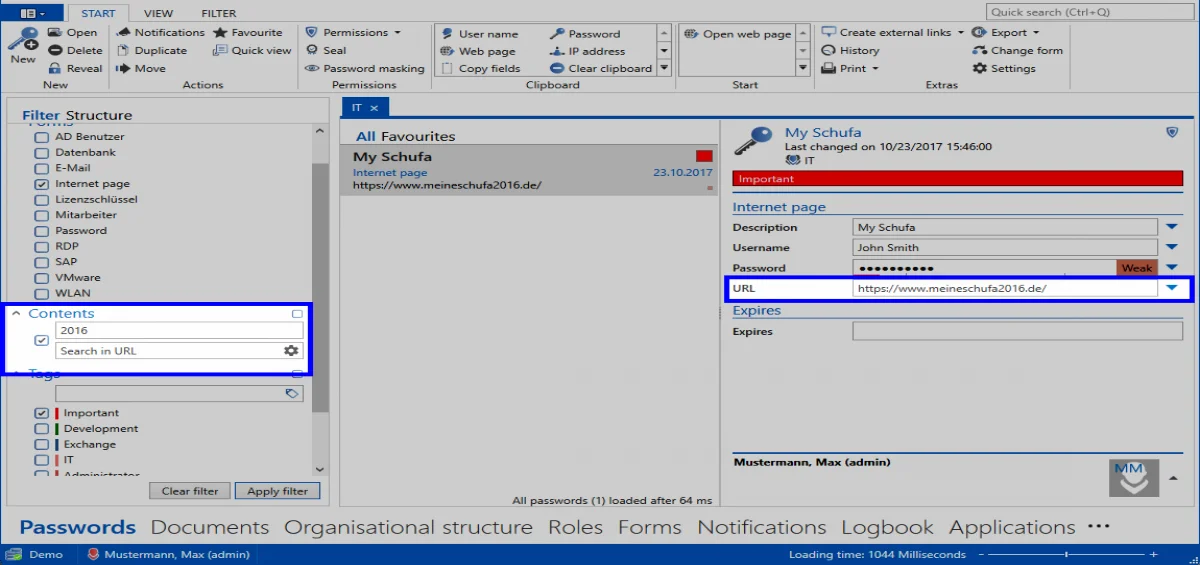 START VIEW FILTER
Quick search (Ctrl+Q)
New
Open
Delete
Reveal
New
Notifications Favourite
Duplicate Quick view
Move
Actions
Permissions
Seal
Password masking
Permissions
User name Password
Web page IP address
Copy fields Clear clipboard
Clipboard
Open web page
Start
Create external links Export
History Change form
Print Settings
Extras
Filter Structure
Forms
AD Benutzer
Datenbank
E-Mail
Internet page
Lizenzschlüssel
Mitarbeiter
Password
RDP
SAP
VMware
WLAN
Contents
2016
Search in URL
Tags
Important
Development
Exchange
IT
Administrator
Clear filter Apply filter
IT ×
All Favourites
My Schufa
Internet page 23.10.2017
https://www.meineschufa2016.de/
All passwords (1) loaded after 64 ms
My Schufa
Last changed on 10/23/2017 15:46:00
IT
Important
Internet page
Description My Schufa
Username John Smith
Password •••••••••• Weak
URL https://www.meineschufa2016.de/
Expires
Expires
Mustermann, Max (admin)
MM
Passwords Documents Organisational structure Roles Forms Notifications Logbook Applications •••
Demo Mustermann, Max (admin) Loading time: 1044 Milliseconds − +